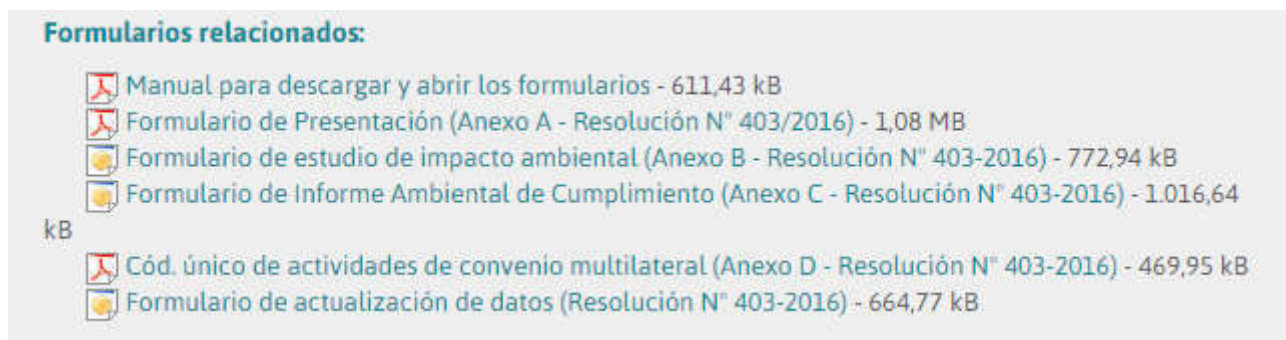 Formularios relacionados:
Manual para descargar y abrir los formularios - 611,43 kB
Formulario de Presentación (Anexo A - Resolución N° 403/2016) - 1,08 MB
Formulario de estudio de impacto ambiental (Anexo B - Resolución N° 403-2016) - 772,94 kB
Formulario de Informe Ambiental de Cumplimiento (Anexo C - Resolución N° 403-2016) - 1.016,64
kB
Cód. único de actividades de convenio multilateral (Anexo D - Resolución N° 403-2016) - 469,95 kB
Formulario de actualización de datos (Resolución N° 403-2016) - 664,77 kB